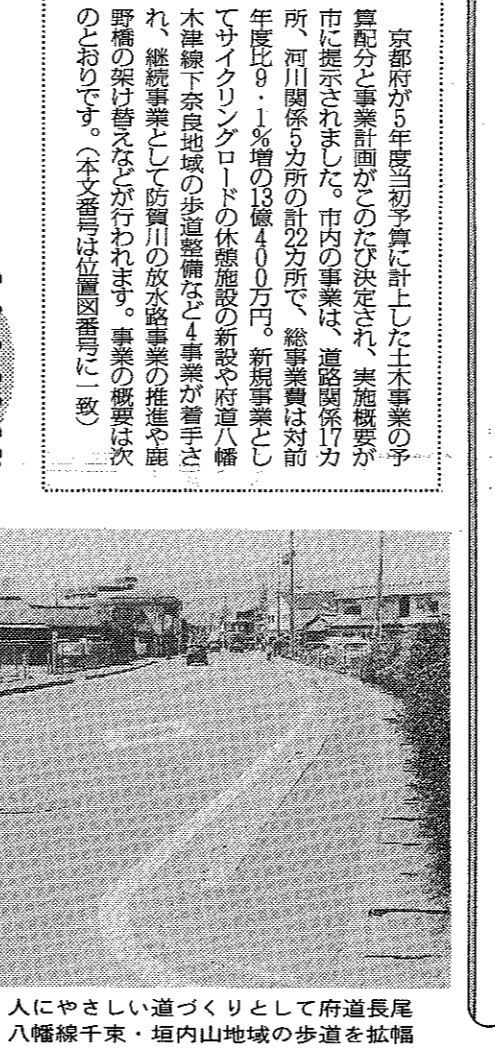 京都府が5年度当初予算に計上した土木事業の予
算配分と事業計画がこのたび決定され、実施概要が
市に提示されました。市内の事業は、道路関係17カ
所、河川関係5カ所の計22カ所で、総事業費は対前
年度比9・1%増の13億400万円。新規事業とし
てサイクリングロードの休憩施設の新設や府道八幡
木津線下奈良地域の歩道整備など4事業が着手さ
れ、継続事業として防賀川の放水路事業の推進や鹿
野橋の架け替えなどが行われます。事業の概要は次
のとおりです。（本文番号は位置図番号に一致）
人にやさしい道づくりとして府道長尾
八幡線千束・垣内山地域の歩道を拡幅